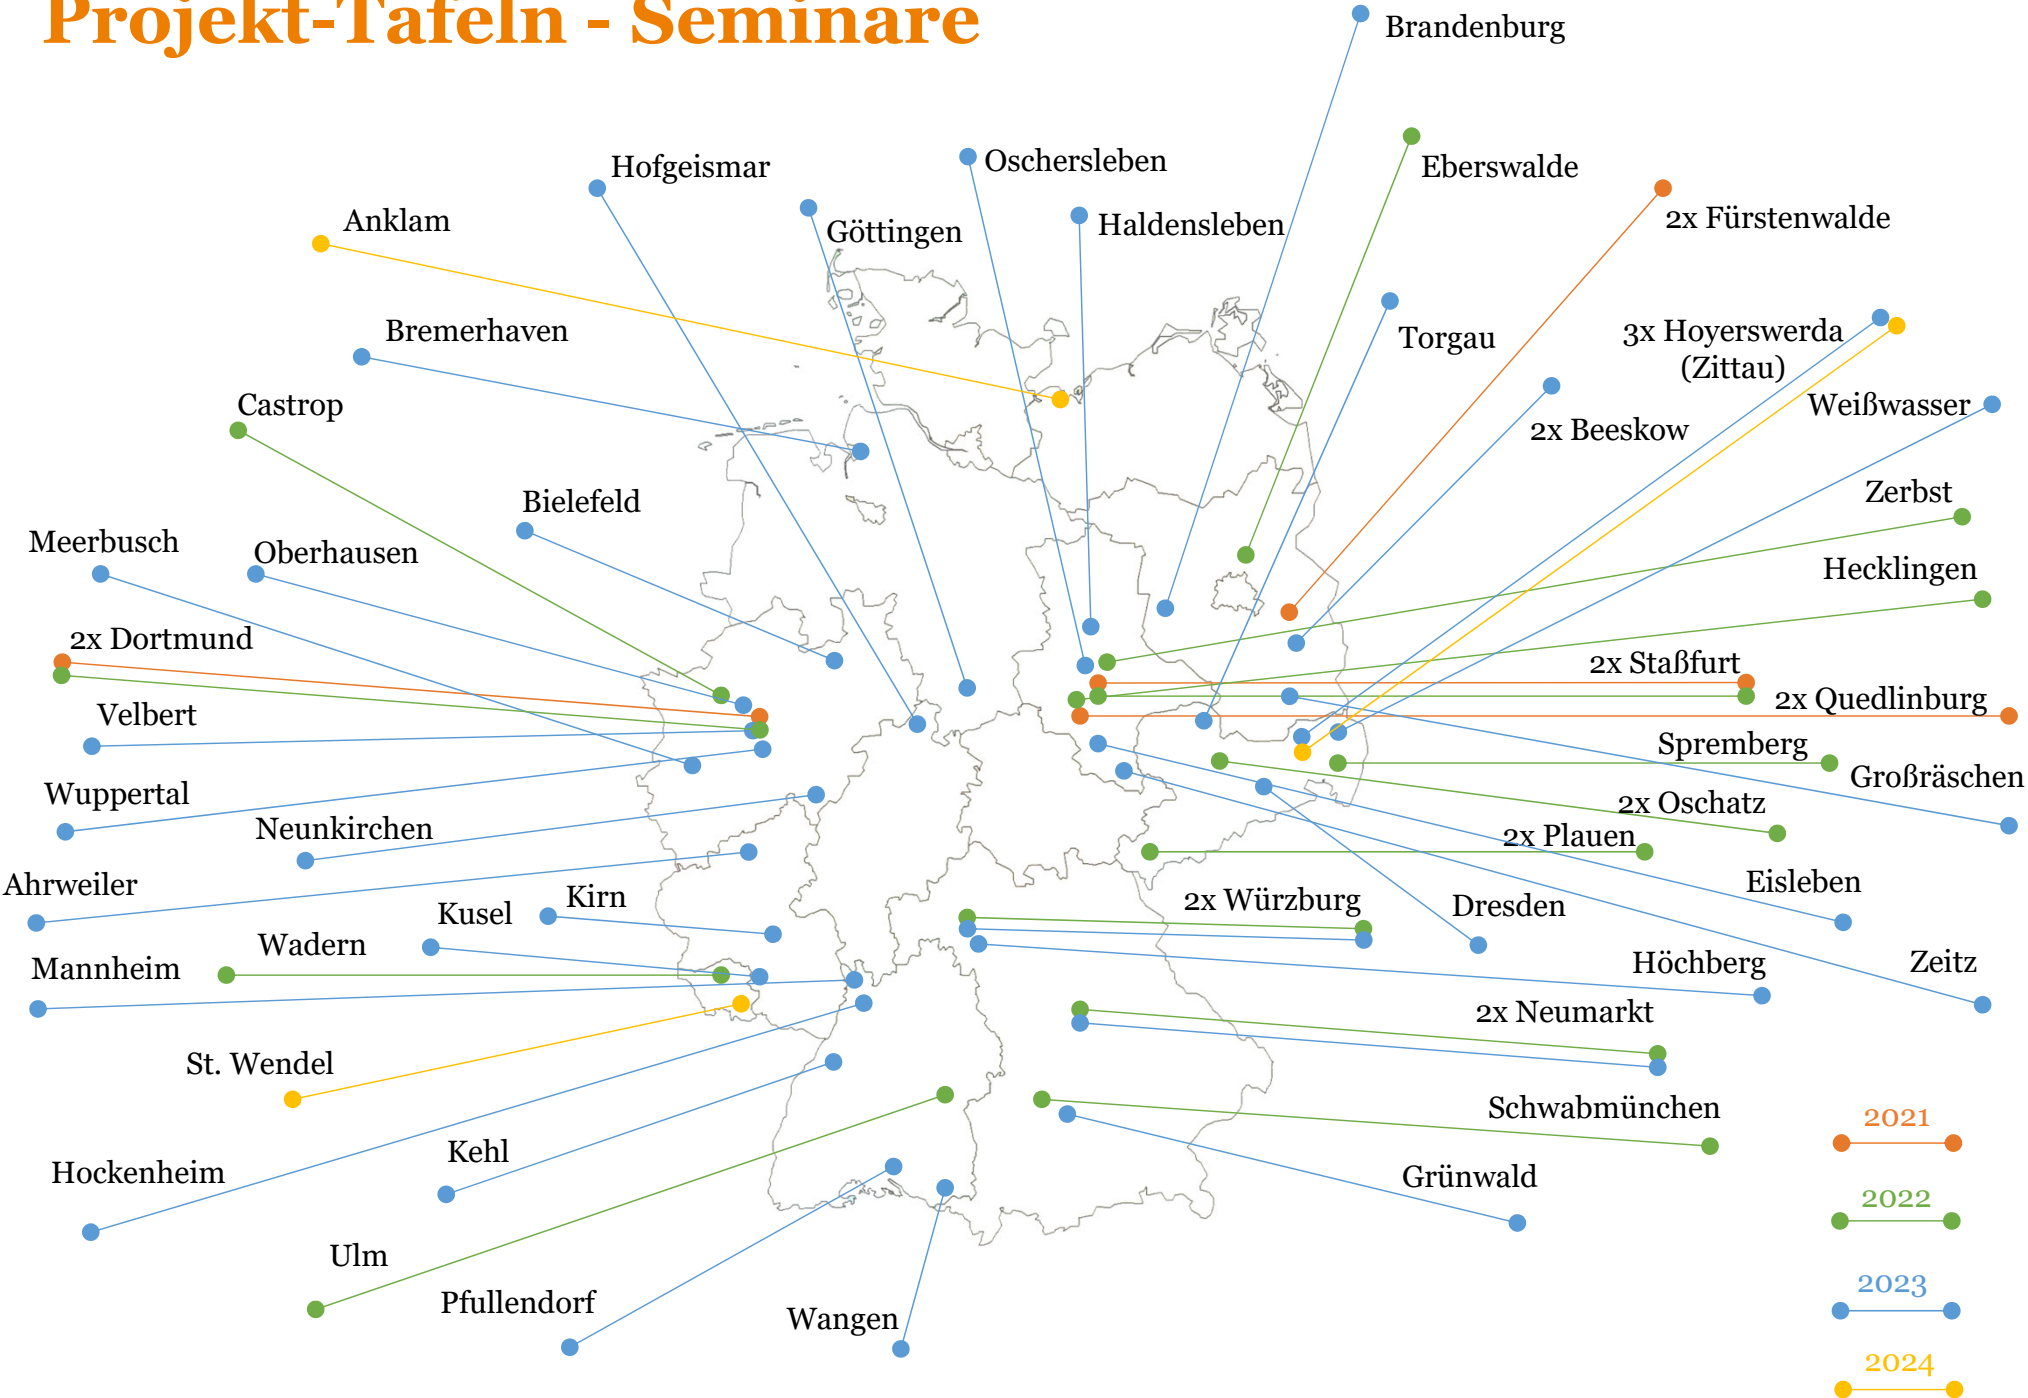 Projekt-Tafeln - Seminare
Brandenburg
Hofgeismar
Oschersleben
Eberswalde
Anklam
Göttingen
Haldensleben
2x Fürstenwalde
Bremerhaven
Torgau
3x Hoyerswerda
(Zittau)
Castrop
2x Beeskow
Weißwasser
Bielefeld
Zerbst
Meerbusch
Oberhausen
Hecklingen
2x Dortmund
2x Staßfurt
2x Quedlinburg
Velbert
Spremberg
Großräschen
Wuppertal
2x Oschatz
Neunkirchen
2x Plauen
Ahrweiler
Kirn
Kusel
2x Würzburg
Dresden
Eisleben
Wadern
Mannheim
Höchberg
Zeitz
2x Neumarkt
St. Wendel
Schwabmünchen
2021
Hockenheim
Kehl
Grünwald
2022
Ulm
Pfullendorf
Wangen
2023
2024